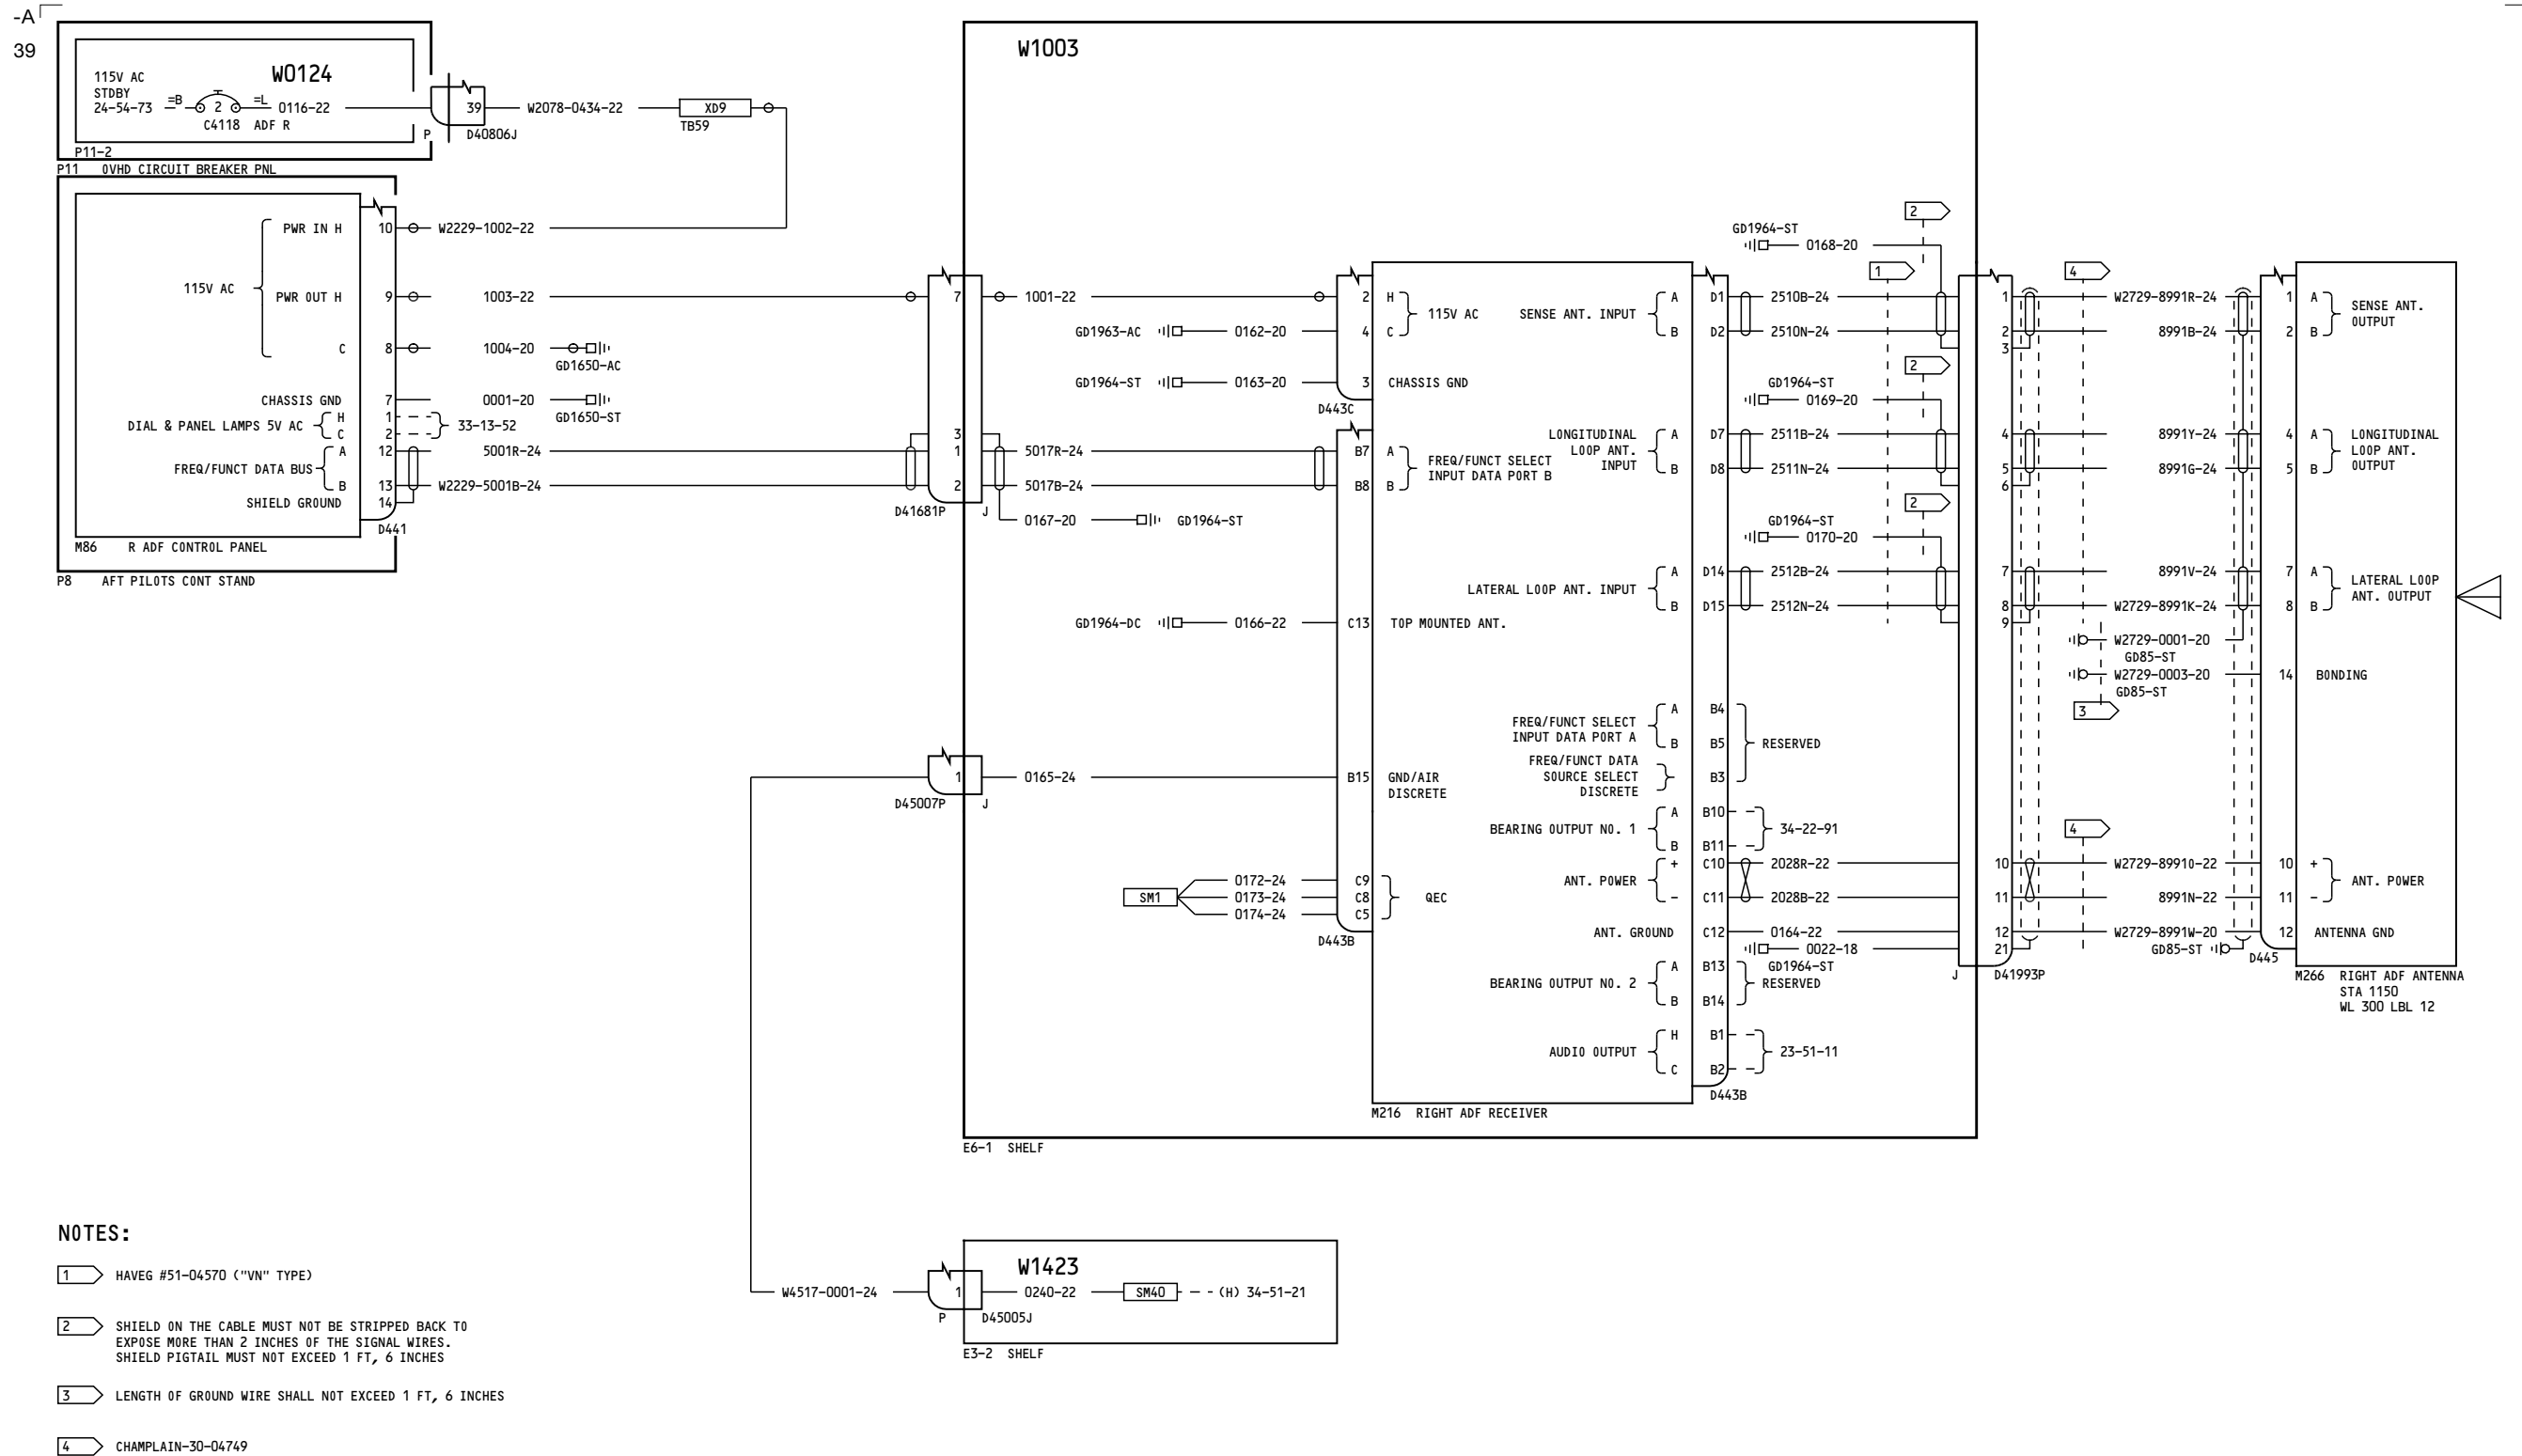 -A
39
W0124
115V AC
STDBY
24-54-73 =B 2 =L 0116-22
C4118 ADF R
P11-2
P11 OVHD CIRCUIT BREAKER PNL
P
39
D40806J
W2078-0434-22
XD9
TB59
PWR IN H 10 W2229-1002-22
115V AC
PWR OUT H 9 1003-22
C 8 1004-20
GD1650-AC
CHASSIS GND 7 0001-20
GD1650-ST
DIAL & PANEL LAMPS 5V AC
H 1
C 2
33-13-52
FREQ/FUNCT DATA BUS
A 12 5001R-24
B 13 W2229-5001B-24
SHIELD GROUND 14
D441
M86 R ADF CONTROL PANEL
P8 AFT PILOTS CONT STAND
W1003
7
3
1
2
D41681P J
1001-22
GD1963-AC 0162-20
GD1964-ST 0163-20
5017R-24
5017B-24
0167-20 GD1964-ST
GD1964-DC 0166-22
D45007P J
1 0165-24
SM1
0172-24
0173-24
0174-24
2 H
4 C
115V AC
3 CHASSIS GND
D443C
B7 A
B8 B
FREQ/FUNCT SELECT
INPUT DATA PORT B
C13 TOP MOUNTED ANT.
B15 GND/AIR
DISCRETE
C9
C8
C5
QEC
D443B
SENSE ANT. INPUT
A D1 2510B-24
B D2 2510N-24
LONGITUDINAL
LOOP ANT.
INPUT
A D7 2511B-24
B D8 2511N-24
LATERAL LOOP ANT. INPUT
A D14 2512B-24
B D15 2512N-24
FREQ/FUNCT SELECT
INPUT DATA PORT A
A B4
B B5
FREQ/FUNCT DATA
SOURCE SELECT
DISCRETE
B3
RESERVED
BEARING OUTPUT NO. 1
A B10
B B11
34-22-91
ANT. POWER
+ C10 2028R-22
- C11 2028B-22
ANT. GROUND C12 0164-22
0022-18
GD1964-ST
BEARING OUTPUT NO. 2
A B13
B B14
RESERVED
AUDIO OUTPUT
H B1
C B2
23-51-11
D443B
M216 RIGHT ADF RECEIVER
E6-1 SHELF
GD1964-ST
0168-20
GD1964-ST
0169-20
GD1964-ST
0170-20
2
1
2
2
1
2
3
4
5
6
7
8
9
10
11
12
21
J D41993P
4
W2729-8991R-24
8991B-24
8991Y-24
8991G-24
8991V-24
W2729-8991K-24
W2729-0001-20
GD85-ST
W2729-0003-20
GD85-ST
3
4
W2729-8991O-22
8991N-22
W2729-8991W-20
GD85-ST
D445
1 A
2 B
SENSE ANT.
OUTPUT
4 A
5 B
LONGITUDINAL
LOOP ANT.
OUTPUT
7 A
8 B
LATERAL LOOP
ANT. OUTPUT
14 BONDING
10 +
11 -
ANT. POWER
12 ANTENNA GND
M266 RIGHT ADF ANTENNA
STA 1150
WL 300 LBL 12
W1423
W4517-0001-24
1 0240-22 SM40 (H) 34-51-21
P D45005J
E3-2 SHELF
NOTES:
1 HAVEG #51-04570 ("VN" TYPE)
2 SHIELD ON THE CABLE MUST NOT BE STRIPPED BACK TO
EXPOSE MORE THAN 2 INCHES OF THE SIGNAL WIRES.
SHIELD PIGTAIL MUST NOT EXCEED 1 FT, 6 INCHES
3 LENGTH OF GROUND WIRE SHALL NOT EXCEED 1 FT, 6 INCHES
4 CHAMPLAIN-30-04749